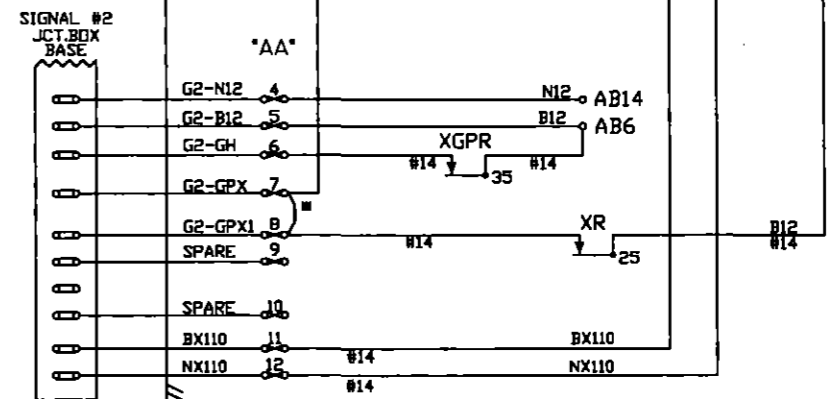 SIGNAL #2
JCT.BOX
BASE
"AA"
G2-N12 4 N12 AB14
G2-B12 5 B12 AB6
G2-GH 6 #14 XGPR 35 #14
G2-GPX 7
G2-GPX1 8 #14 XR 25 B12 #14
SPARE 9
SPARE 10
BX110 11 #14 BX110
NX110 12 #14 NX110